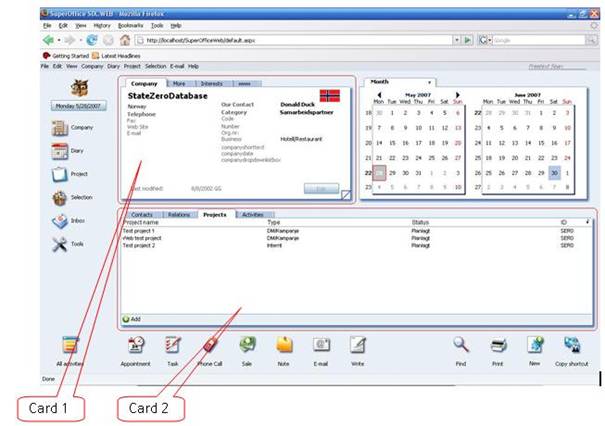 SuperOffice SIX.WEB - Mozilla Firefox
File Edit View History Bookmarks Tools Help
http://localhost/SuperOfficeWeb/default.aspx
Google
Getting Started Latest Headlines
File Edit View Company Diary Project Selection E-mail Help
Monday 5/28/2007
Company
Diary
Project
Selection
Inbox
Tools
Company More Interests www
StateZeroDatabase
Norway
Telephone
Fax
Web Site
E-mail
Our Contact Donald Duck
Category Samarbeidspartner
Code
Number
Org.nr:
Business Hotell/Restaurant
companyshorttext
companydate
companydropdownlistbox
Last modified: 8/8/2002 GG
Edit
Month
May 2007
Mon Tue Wed Thu Fri Sat Sun
18 30 1 2 3 4 5 6
19 7 8 9 10 11 12 13
20 14 15 16 17 18 19 20
21 21 22 23 24 25 26 27
22 28 29 30 31 1 2 3
23 4 5 6 7 8 9 10
June 2007
Mon Tue Wed Thu Fri Sat Sun
22 28 29 30 31 1 2 3
23 4 5 6 7 8 9 10
24 11 12 13 14 15 16 17
25 18 19 20 21 22 23 24
26 25 26 27 28 29 30 1
27 2 3 4 5 6 7 8
Contacts Relations Projects Activities
Project name Type Status ID
Test project 1 DM/Kampanje Planlagt SER0
Web test project DM/Kampanje Planlagt SER0
Test project 2 Internt Planlagt SER0
Add
All activities
Appointment Task Phone Call Sale Note E-mail Write Find Print New Copy shortcut
Done
Card 1 Card 2